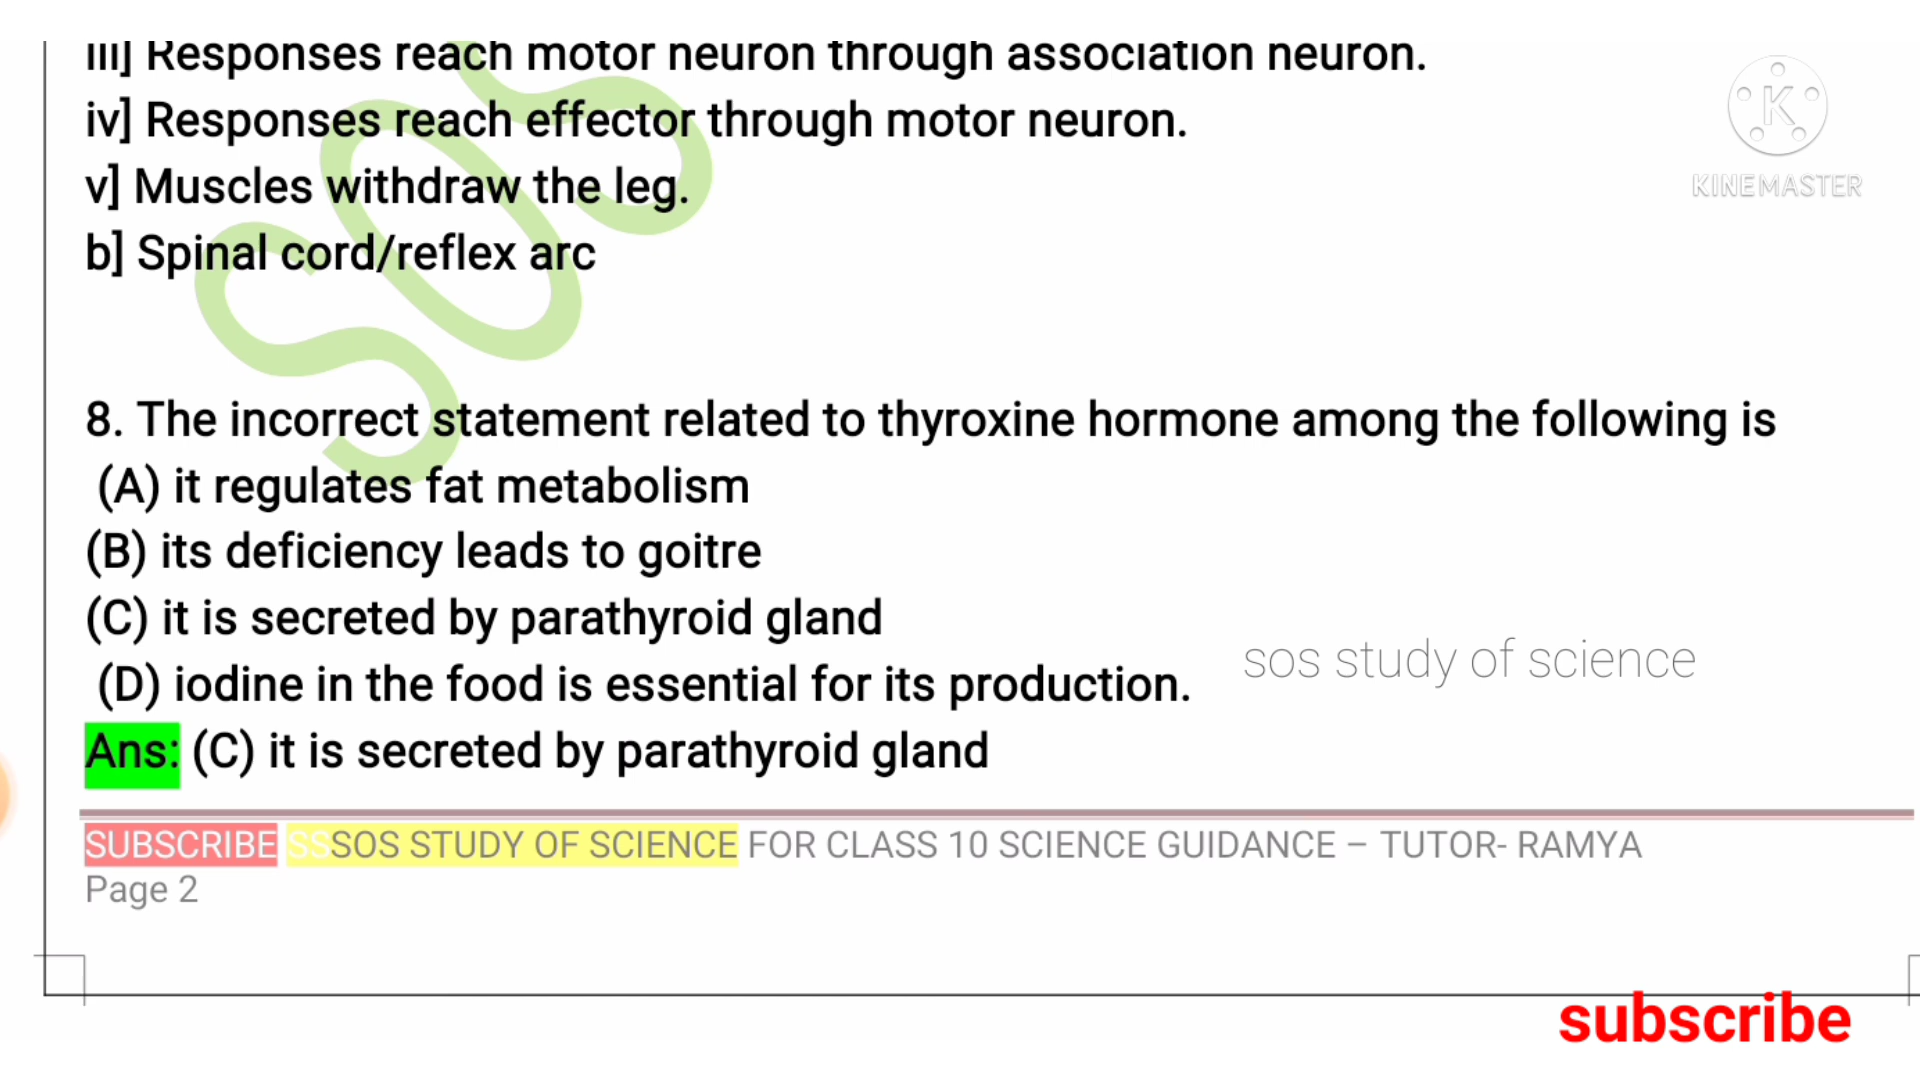 iii] Responses reach motor neuron through association neuron.
iv] Responses reach effector through motor neuron.
v] Muscles withdraw the leg.
b] Spinal cord/reflex arc
SOS
K
KINEMASTER
8. The incorrect statement related to thyroxine hormone among the following is
(A) it regulates fat metabolism
(B) its deficiency leads to goitre
(C) it is secreted by parathyroid gland
(D) iodine in the food is essential for its production.
sos study of science
Ans: (C) it is secreted by parathyroid gland
SUBSCRIBE SSSOS STUDY OF SCIENCE FOR CLASS 10 SCIENCE GUIDANCE – TUTOR- RAMYA
Page 2
subscribe